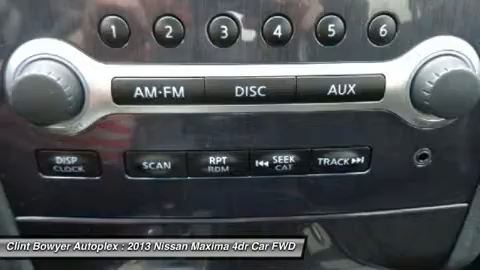 1 2 3 4 5 6
AM·FM DISC AUX
DISP SCAN RPT SEEK TRACK
CLOCK RDM CAT
Clint Bowyer Autoplex : 2013 Nissan Maxima 4dr Car FWD